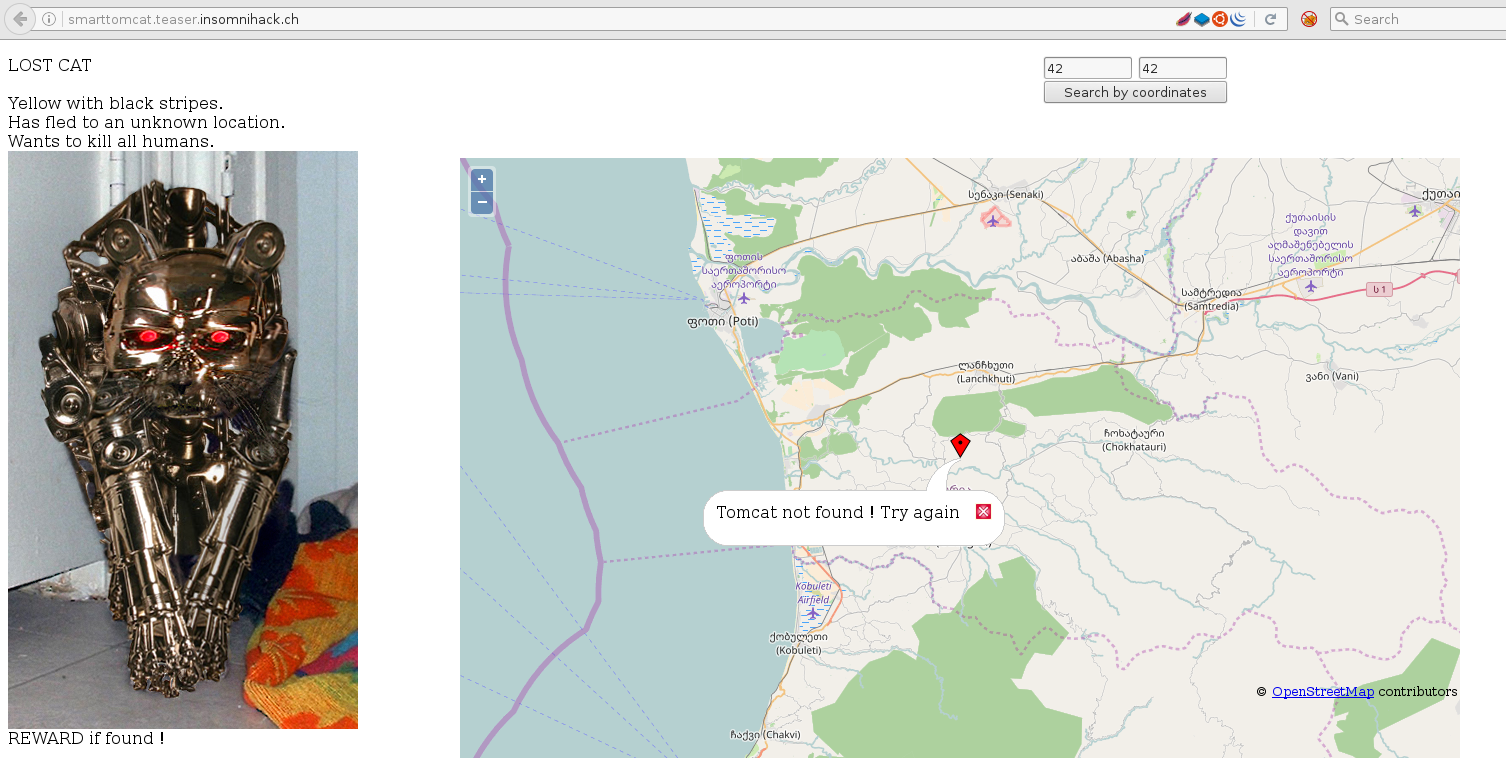 smarttomcat.teaser.insomnihack.ch
Search
LOST CAT
Yellow with black stripes.
Has fled to an unknown location.
Wants to kill all humans.
REWARD if found !
42 42
Search by coordinates
+
−
სენაკი (Senaki)
ქუთაისის
დავით
აღმაშენებელის
საერთაშორისო
აეროპორტი
ფოთის
საერთაშორისო
აეროპორტი
აბაშა (Abasha)
სამტრედია
(Samtredia)
ს 1
ფოთი (Poti)
ლანჩხუთი
(Lanchkhuti)
ვანი (Vani)
ჩოხატაური
(Chokhatauri)
Tomcat not found ! Try again
Kobuleti
Airfield
ქობულეთი
(Kobuleti)
ჩაქვი (Chakvi)
© OpenStreetMap contributors